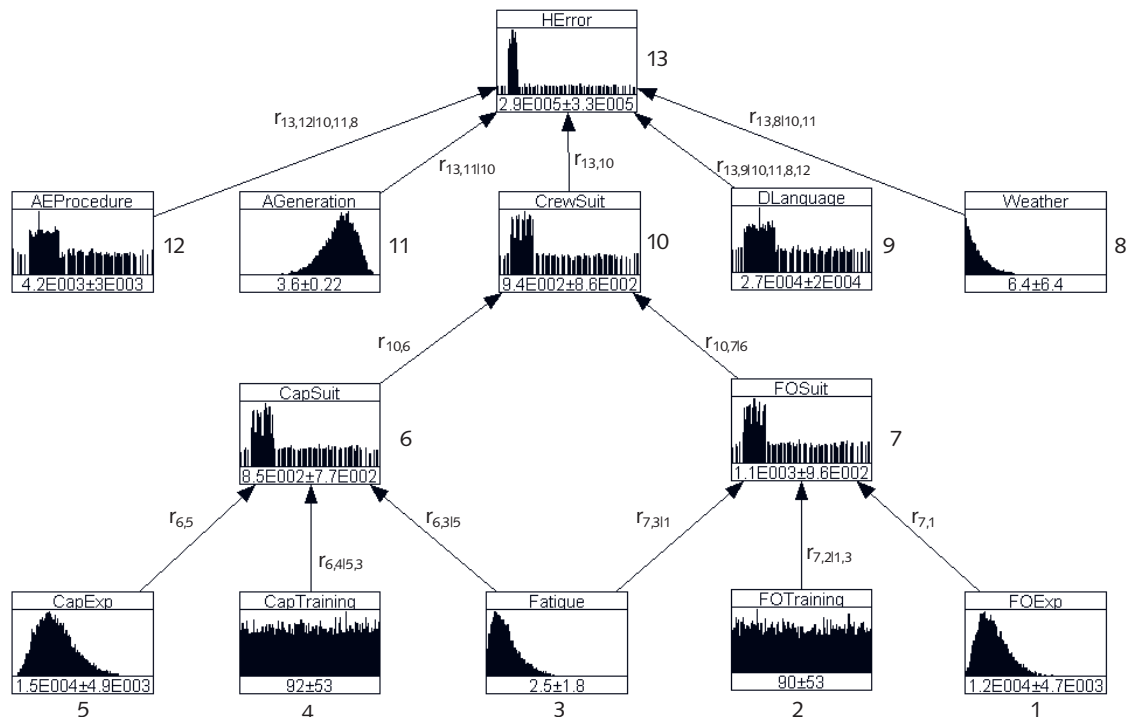 HError
13
2.9E005±3.3E005
r13,12|10,11,8
r13,8|10,11
r13,11|10
r13,10
r13,9|10,11,8,12
AEProcedure
AGeneration
CrewSuit
DLanguage
Weather
12
11
10
9
8
4.2E003±3E003
3.6±0.22
9.4E002±8.6E002
2.7E004±2E004
6.4±6.4
r10,6
r10,7|6
CapSuit
FOSuit
6
7
8.5E002±7.7E002
1.1E003±9.6E002
r6,5
r6,3|5
r7,3|1
r7,1
r6,4|5,3
r7,2|1,3
CapExp
CapTraining
Fatigue
FOTraining
FOExp
1.5E004±4.9E003
92±53
2.5±1.8
90±53
1.2E004±4.7E003
5
4
3
2
1